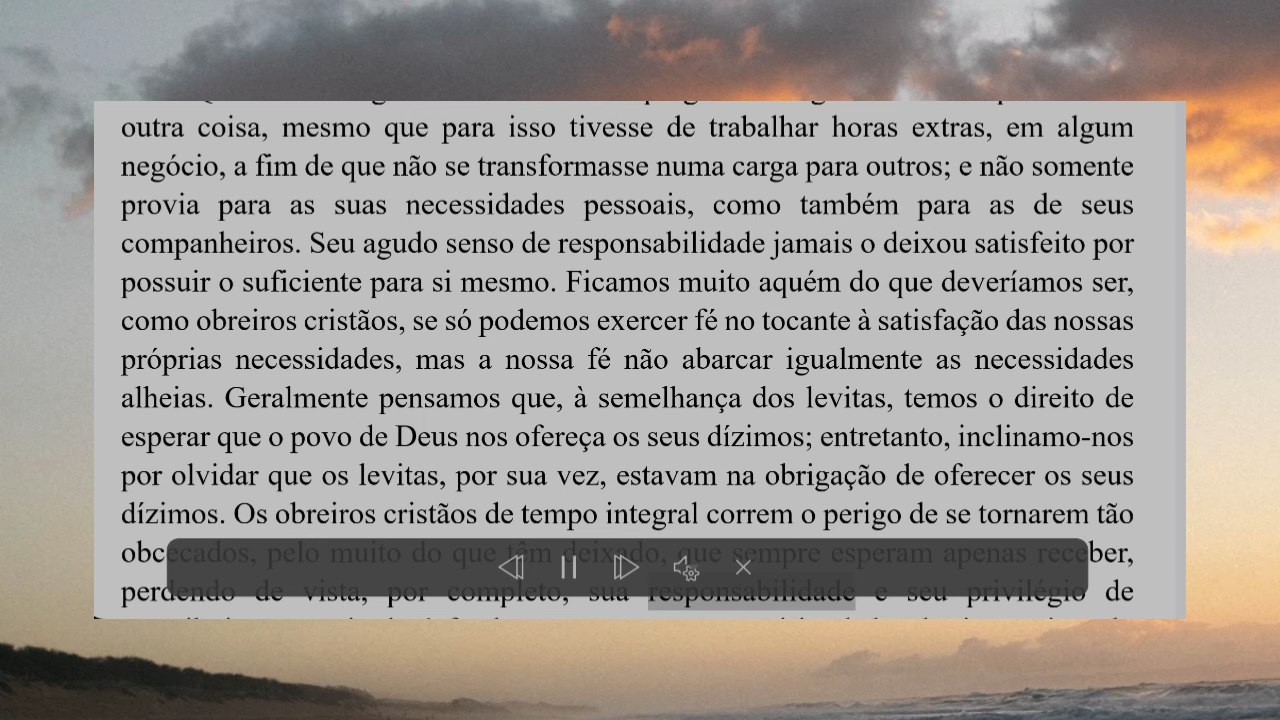 outra coisa, mesmo que para isso tivesse de trabalhar horas extras, em algum
negócio, a fim de que não se transformasse numa carga para outros; e não somente
provia para as suas necessidades pessoais, como também para as de seus
companheiros. Seu agudo senso de responsabilidade jamais o deixou satisfeito por
possuir o suficiente para si mesmo. Ficamos muito aquém do que deveríamos ser,
como obreiros cristãos, se só podemos exercer fé no tocante à satisfação das nossas
próprias necessidades, mas a nossa fé não abarcar igualmente as necessidades
alheias. Geralmente pensamos que, à semelhança dos levitas, temos o direito de
esperar que o povo de Deus nos ofereça os seus dízimos; entretanto, inclinamo-nos
por olvidar que os levitas, por sua vez, estavam na obrigação de oferecer os seus
dízimos. Os obreiros cristãos de tempo integral correm o perigo de se tornarem tão
obcecados, pelo muito do que têm deixado, que sempre esperam apenas receber,
perdendo de vista, por completo, sua responsabilidade e seu privilégio de